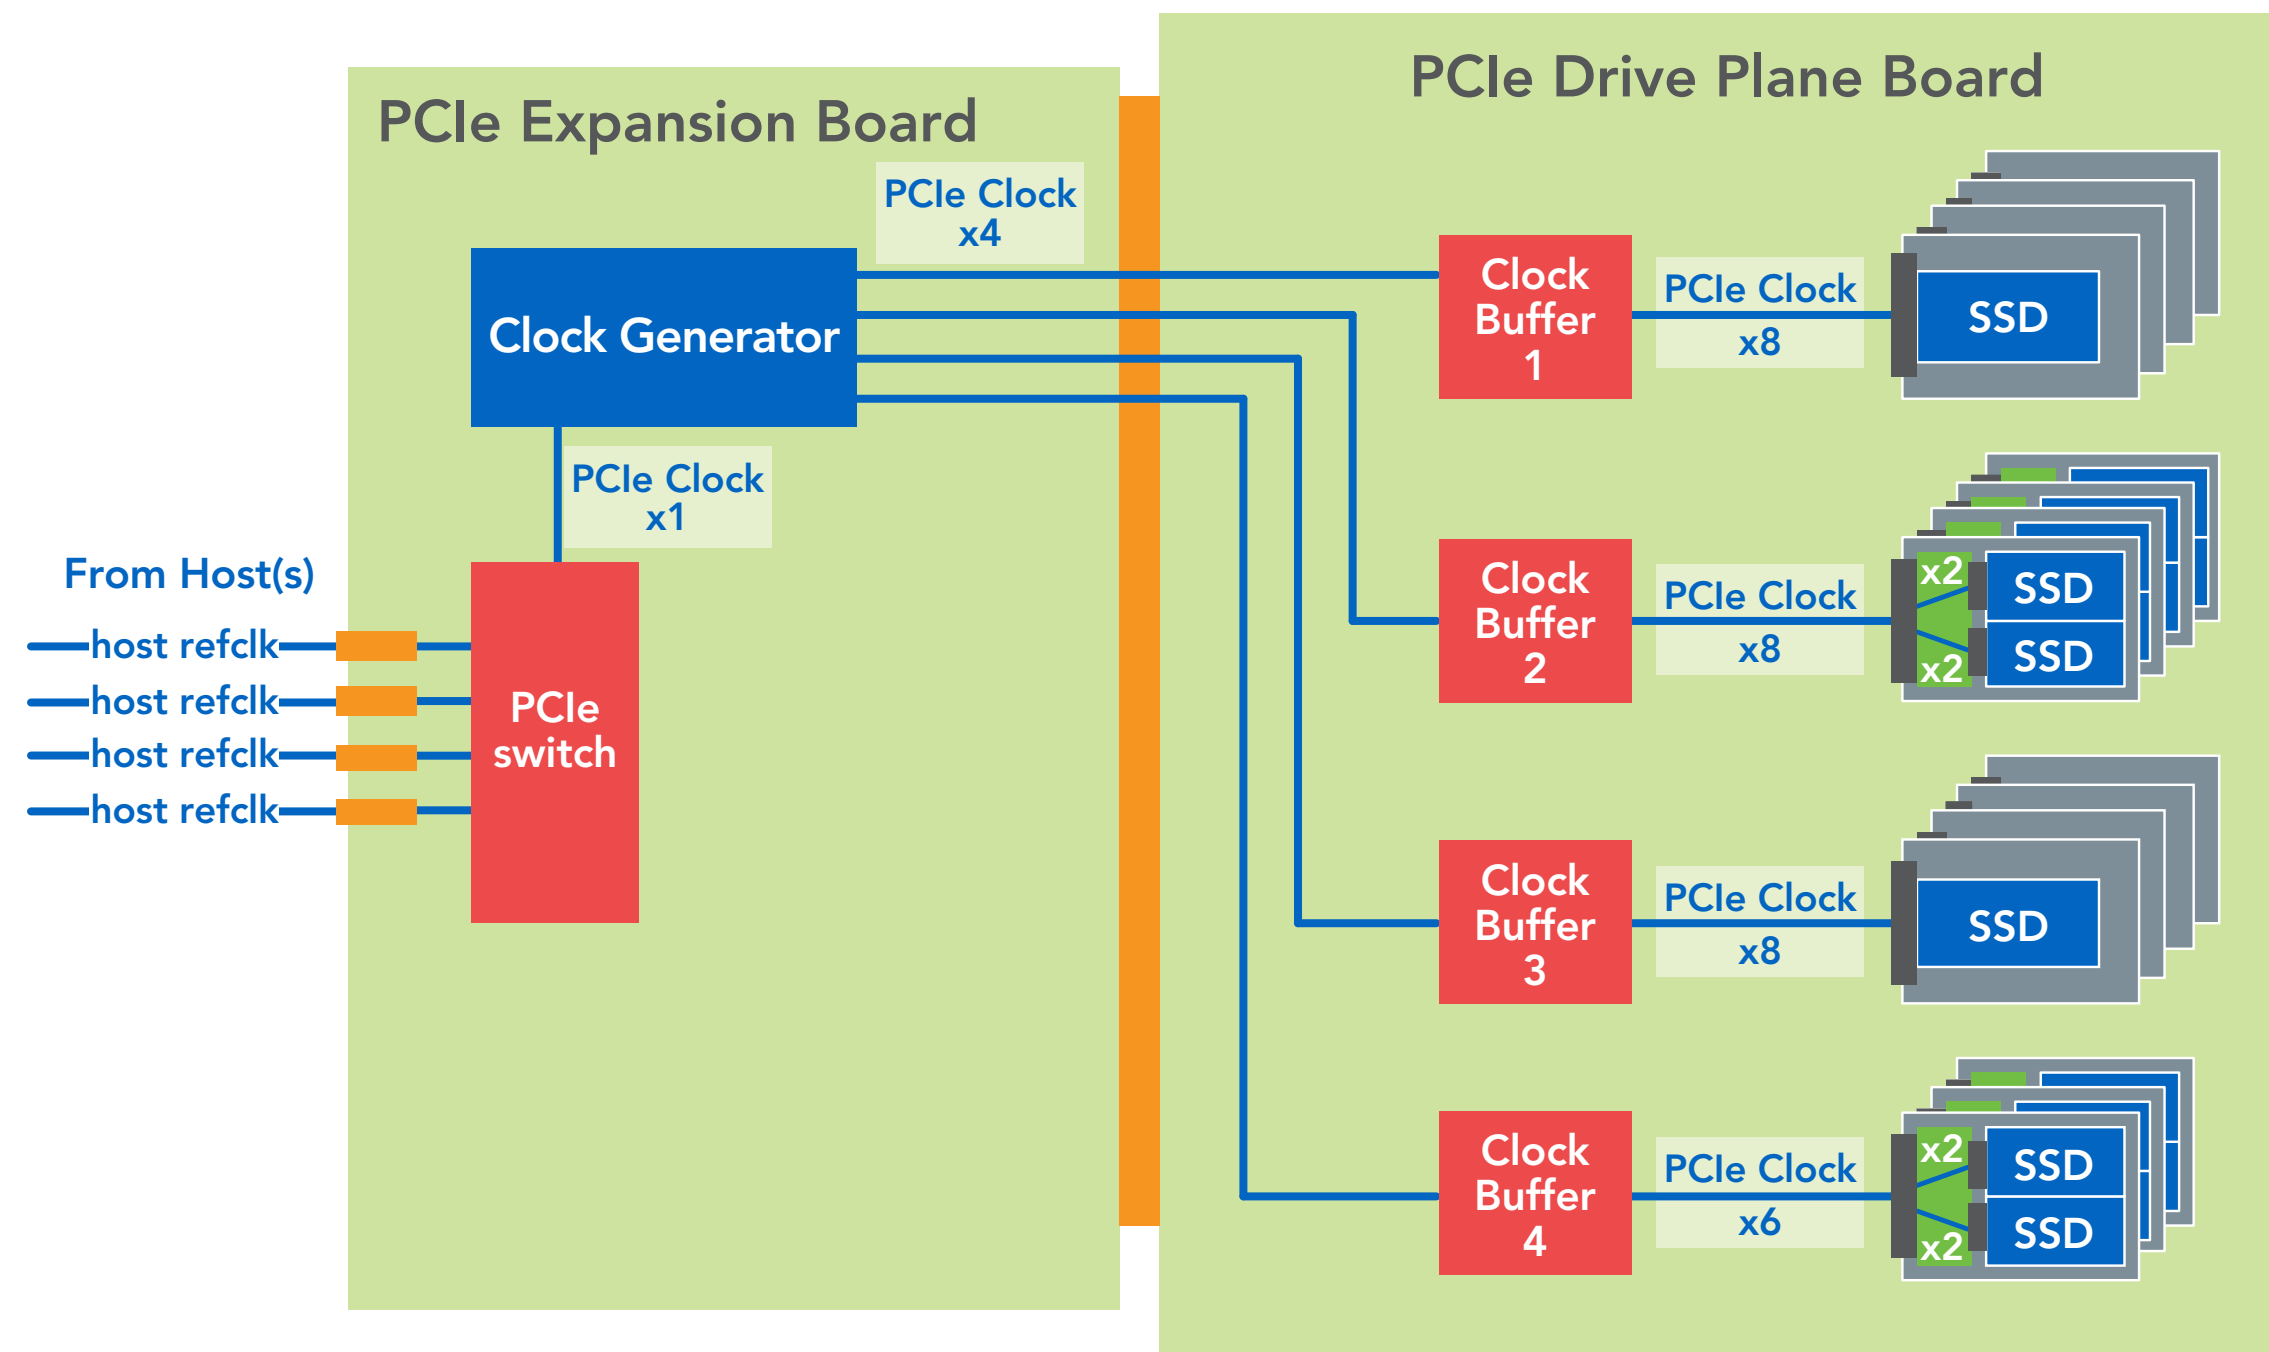 PCIe Expansion Board
PCIe Drive Plane Board
PCIe Clock
x4
Clock Generator
PCIe Clock
x1
From Host(s)
host refclk
host refclk
host refclk
host refclk
PCIe
switch
Clock
Buffer
1
PCIe Clock
x8
SSD
Clock
Buffer
2
PCIe Clock
x8
x2
SSD
x2
SSD
Clock
Buffer
3
PCIe Clock
x8
SSD
Clock
Buffer
4
PCIe Clock
x6
x2
SSD
x2
SSD